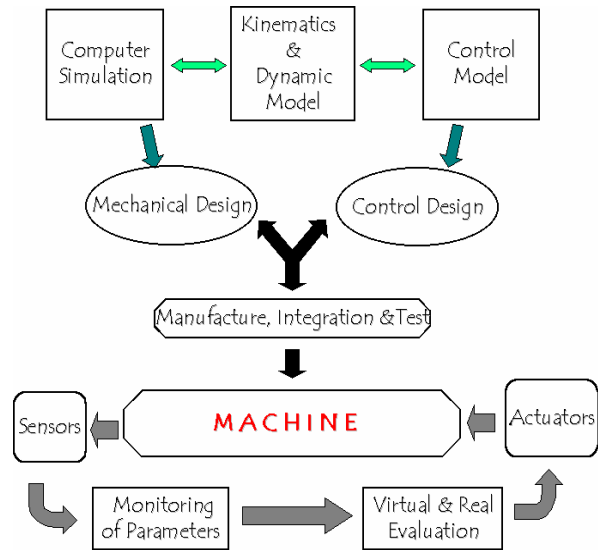 Computer
Simulation
Kinematics
&
Dynamic
Model
Control
Model
Mechanical Design
Control Design
Manufacture, Integration &Test
MACHINE
Sensors
Actuators
Monitoring
of Parameters
Virtual & Real
Evaluation